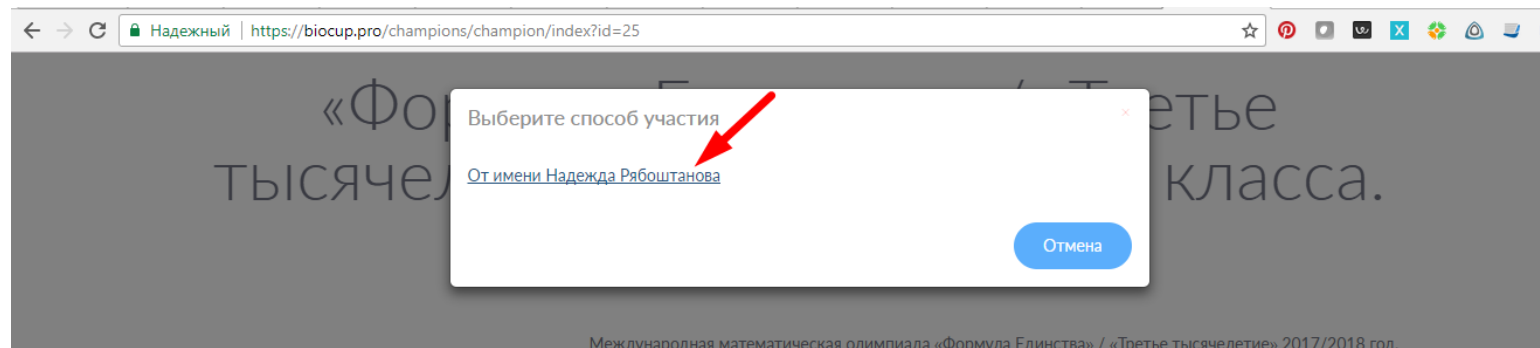 Надежный | https://biocup.pro/champions/champion/index?id=25
Выберите способ участия ×
От имени Надежда Рябоштанова
Отмена
«Фор етье
тысячел класса.
Международная математическая олимпиада «Формула Единства» / «Третье тысячелетие» 2017/2018 год.